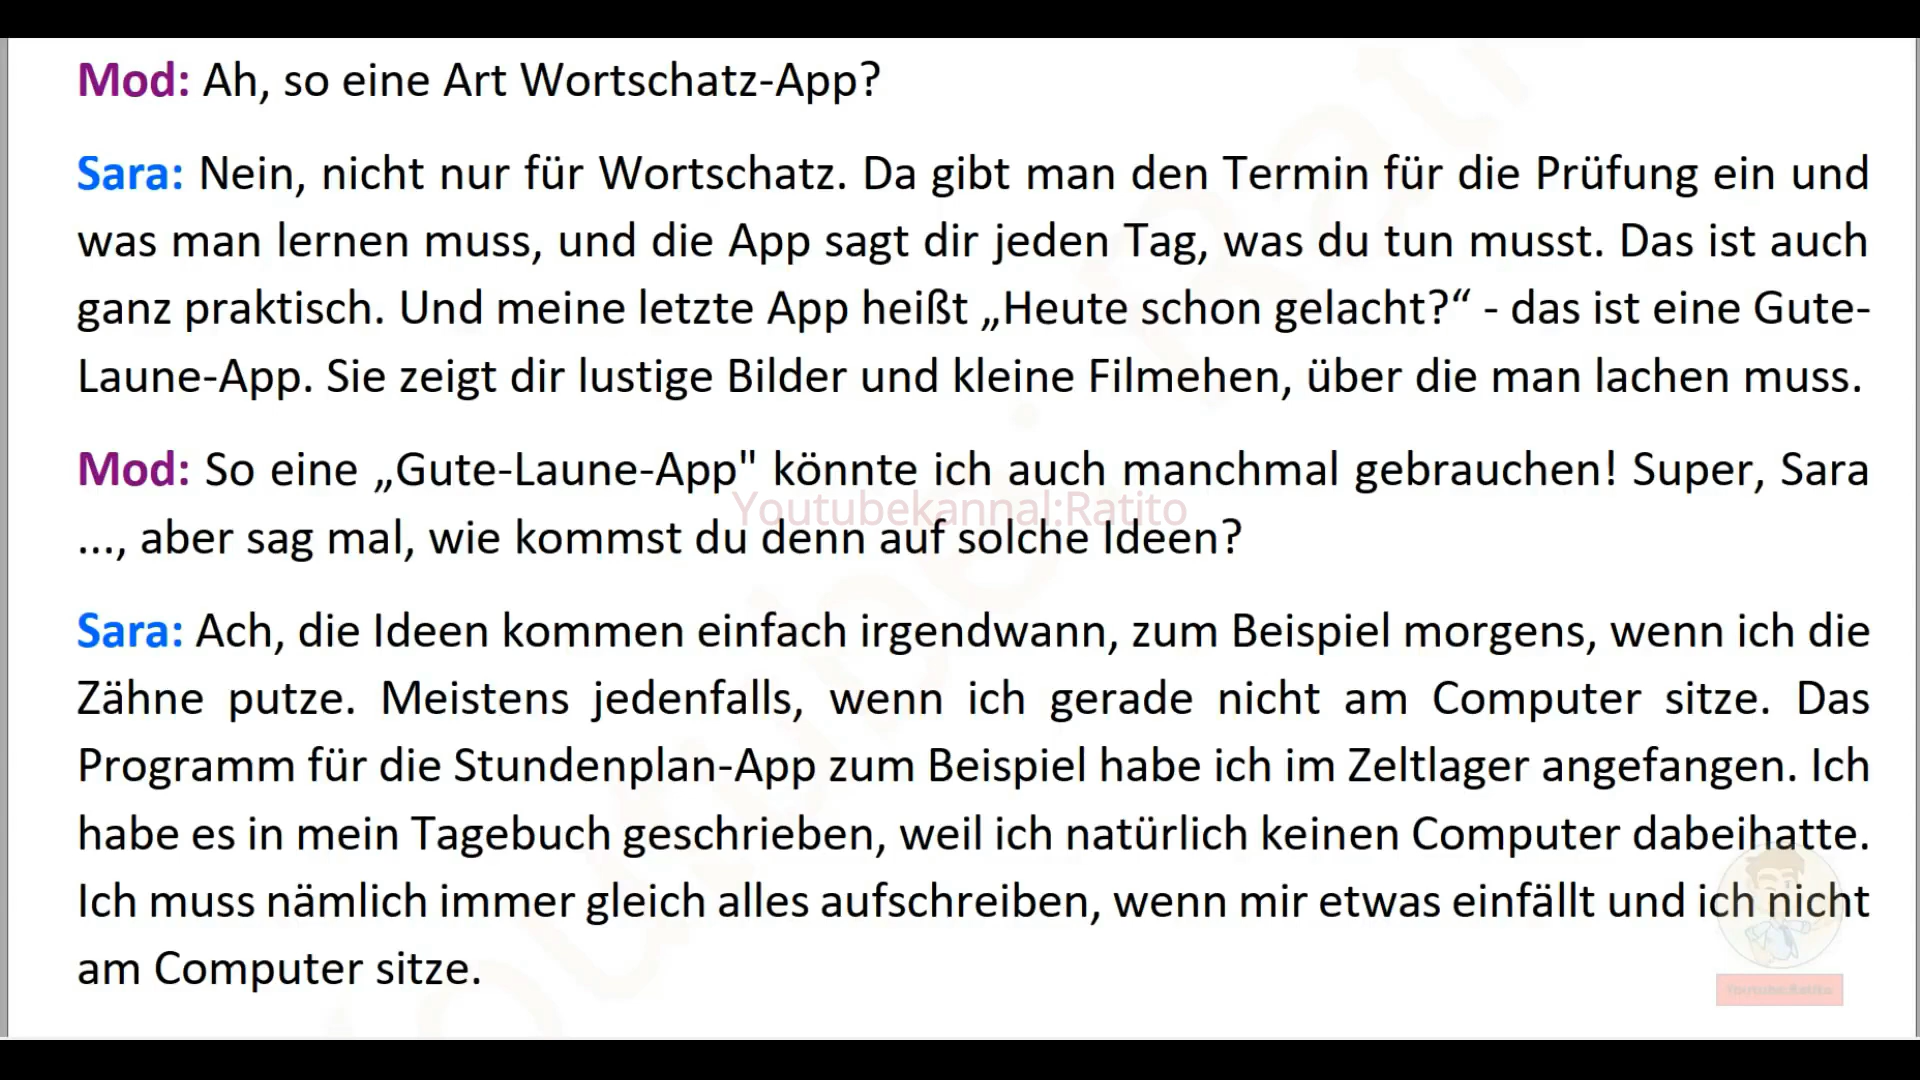 Mod: Ah, so eine Art Wortschatz-App?
Sara: Nein, nicht nur für Wortschatz. Da gibt man den Termin für die Prüfung ein und
was man lernen muss, und die App sagt dir jeden Tag, was du tun musst. Das ist auch
ganz praktisch. Und meine letzte App heißt „Heute schon gelacht?“ - das ist eine Gute-
Laune-App. Sie zeigt dir lustige Bilder und kleine Filmehen, über die man lachen muss.
Mod: So eine „Gute-Laune-App" könnte ich auch manchmal gebrauchen! Super, Sara
Youtubekannal:Ratito
..., aber sag mal, wie kommst du denn auf solche Ideen?
Sara: Ach, die Ideen kommen einfach irgendwann, zum Beispiel morgens, wenn ich die
Zähne putze. Meistens jedenfalls, wenn ich gerade nicht am Computer sitze. Das
Programm für die Stundenplan-App zum Beispiel habe ich im Zeltlager angefangen. Ich
habe es in mein Tagebuch geschrieben, weil ich natürlich keinen Computer dabeihatte.
Ich muss nämlich immer gleich alles aufschreiben, wenn mir etwas einfällt und ich nicht
am Computer sitze.